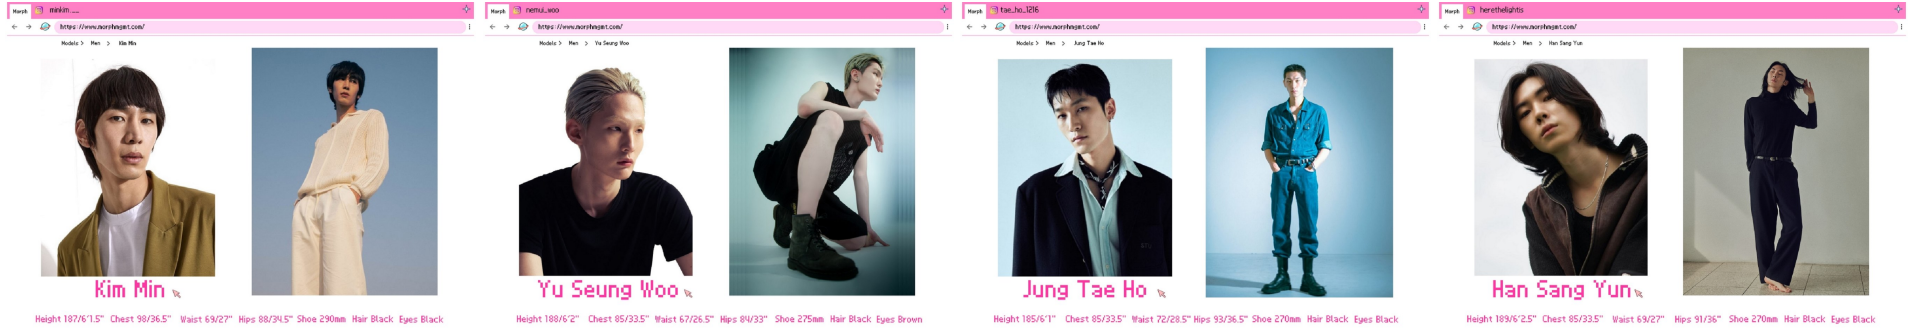 Morph minkim__
https://www.morphmgmt.com/
Models > Men > Kim Min
Kim Min
Height 187/6'1.5" Chest 98/36.5" Waist 69/27" Hips 88/34.5" Shoe 290mm Hair Black Eyes Black
Morph nemui_woo
https://www.morphmgmt.com/
Models > Men > Yu Seung Woo
Yu Seung Woo
Height 188/6'2" Chest 85/33.5" Waist 67/26.5" Hips 84/33" Shoe 275mm Hair Black Eyes Brown
Morph tae_ho_1216
https://www.morphmgmt.com/
Models > Men > Jung Tae Ho
Jung Tae Ho
Height 185/6'1" Chest 85/33.5" Waist 72/28.5" Hips 93/36.5" Shoe 270mm Hair Black Eyes Black
Morph herethelightis
https://www.morphmgmt.com/
Models > Men > Han Sang Yun
Han Sang Yun
Height 189/6'2.5" Chest 85/33.5" Waist 69/27" Hips 91/36" Shoe 270mm Hair Black Eyes Black